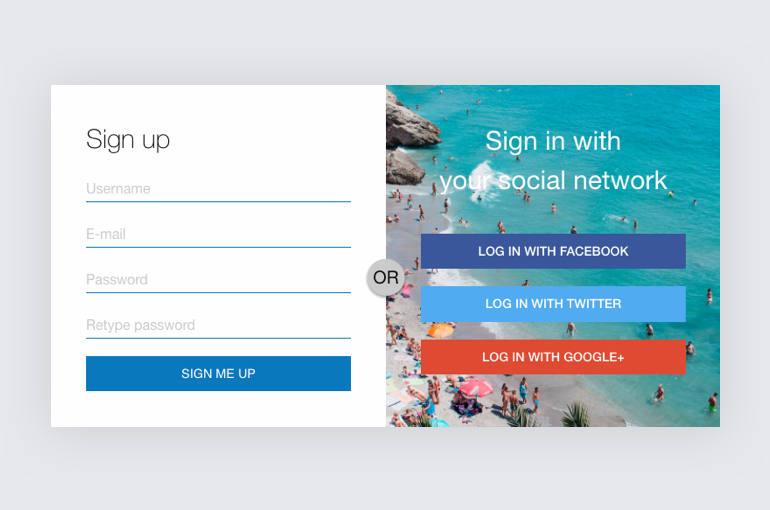 Sign up
Username
E-mail
Password
Retype password
SIGN ME UP
OR
Sign in with
your social network
LOG IN WITH FACEBOOK
LOG IN WITH TWITTER
LOG IN WITH GOOGLE+